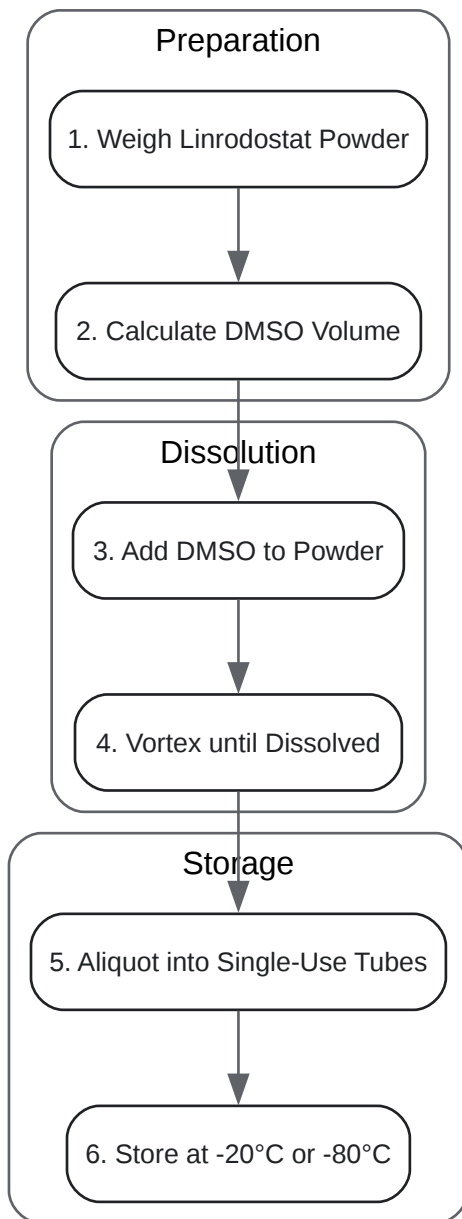 Preparation
1. Weigh Linrodostat Powder
2. Calculate DMSO Volume
Dissolution
3. Add DMSO to Powder
4. Vortex until Dissolved
Storage
5. Aliquot into Single-Use Tubes
6. Store at -20°C or -80°C